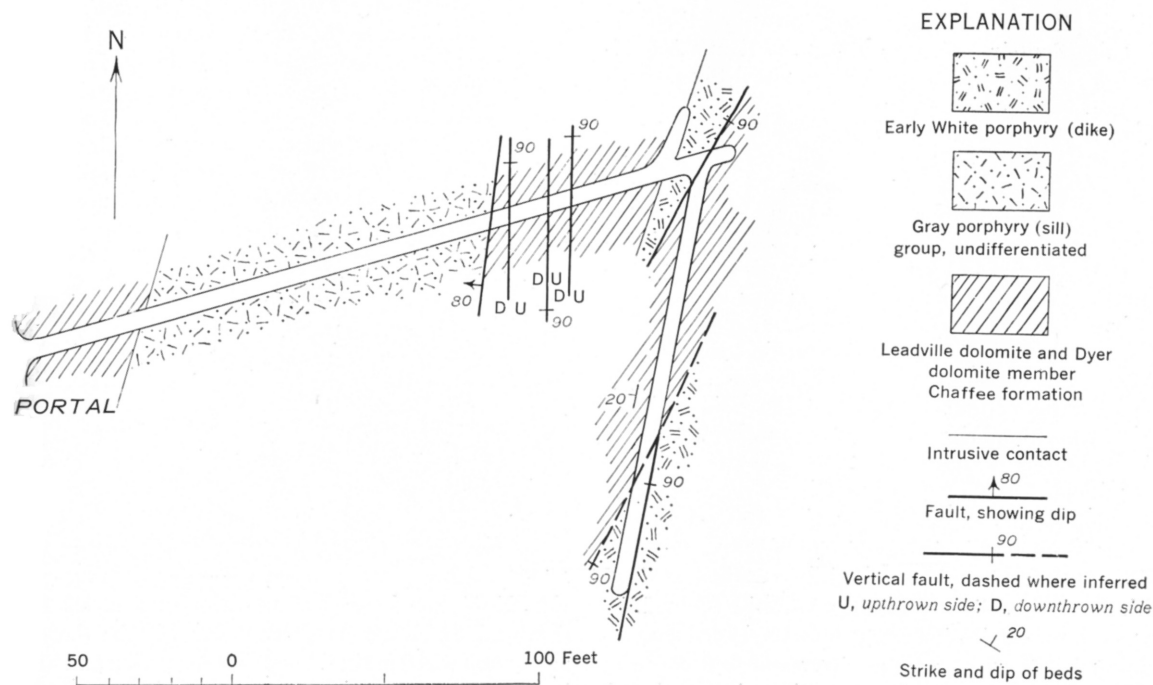 N
90
90
90
D U
D U
D U
80
90
PORTAL
20
90
90
50 0 100 Feet
EXPLANATION
Early White porphyry (dike)
Gray porphyry (sill)
group, undifferentiated
Leadville dolomite and Dyer
dolomite member
Chaffee formation
Intrusive contact
80
Fault, showing dip
90
Vertical fault, dashed where inferred
U, upthrown side; D, downthrown side
20
Strike and dip of beds